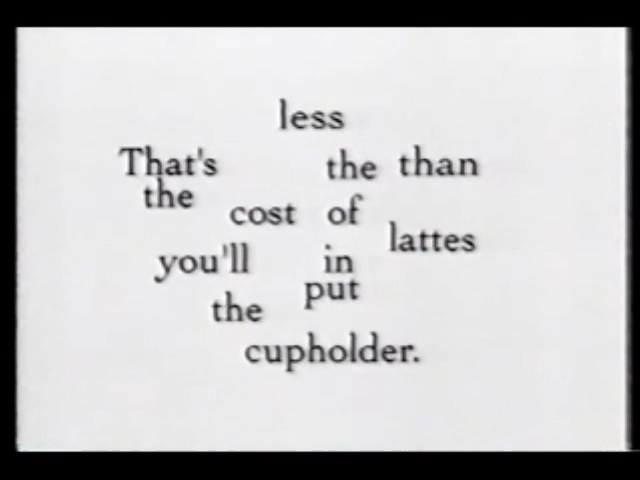 less
That's the than
the
cost of
lattes
you'll in
put
the
cupholder.